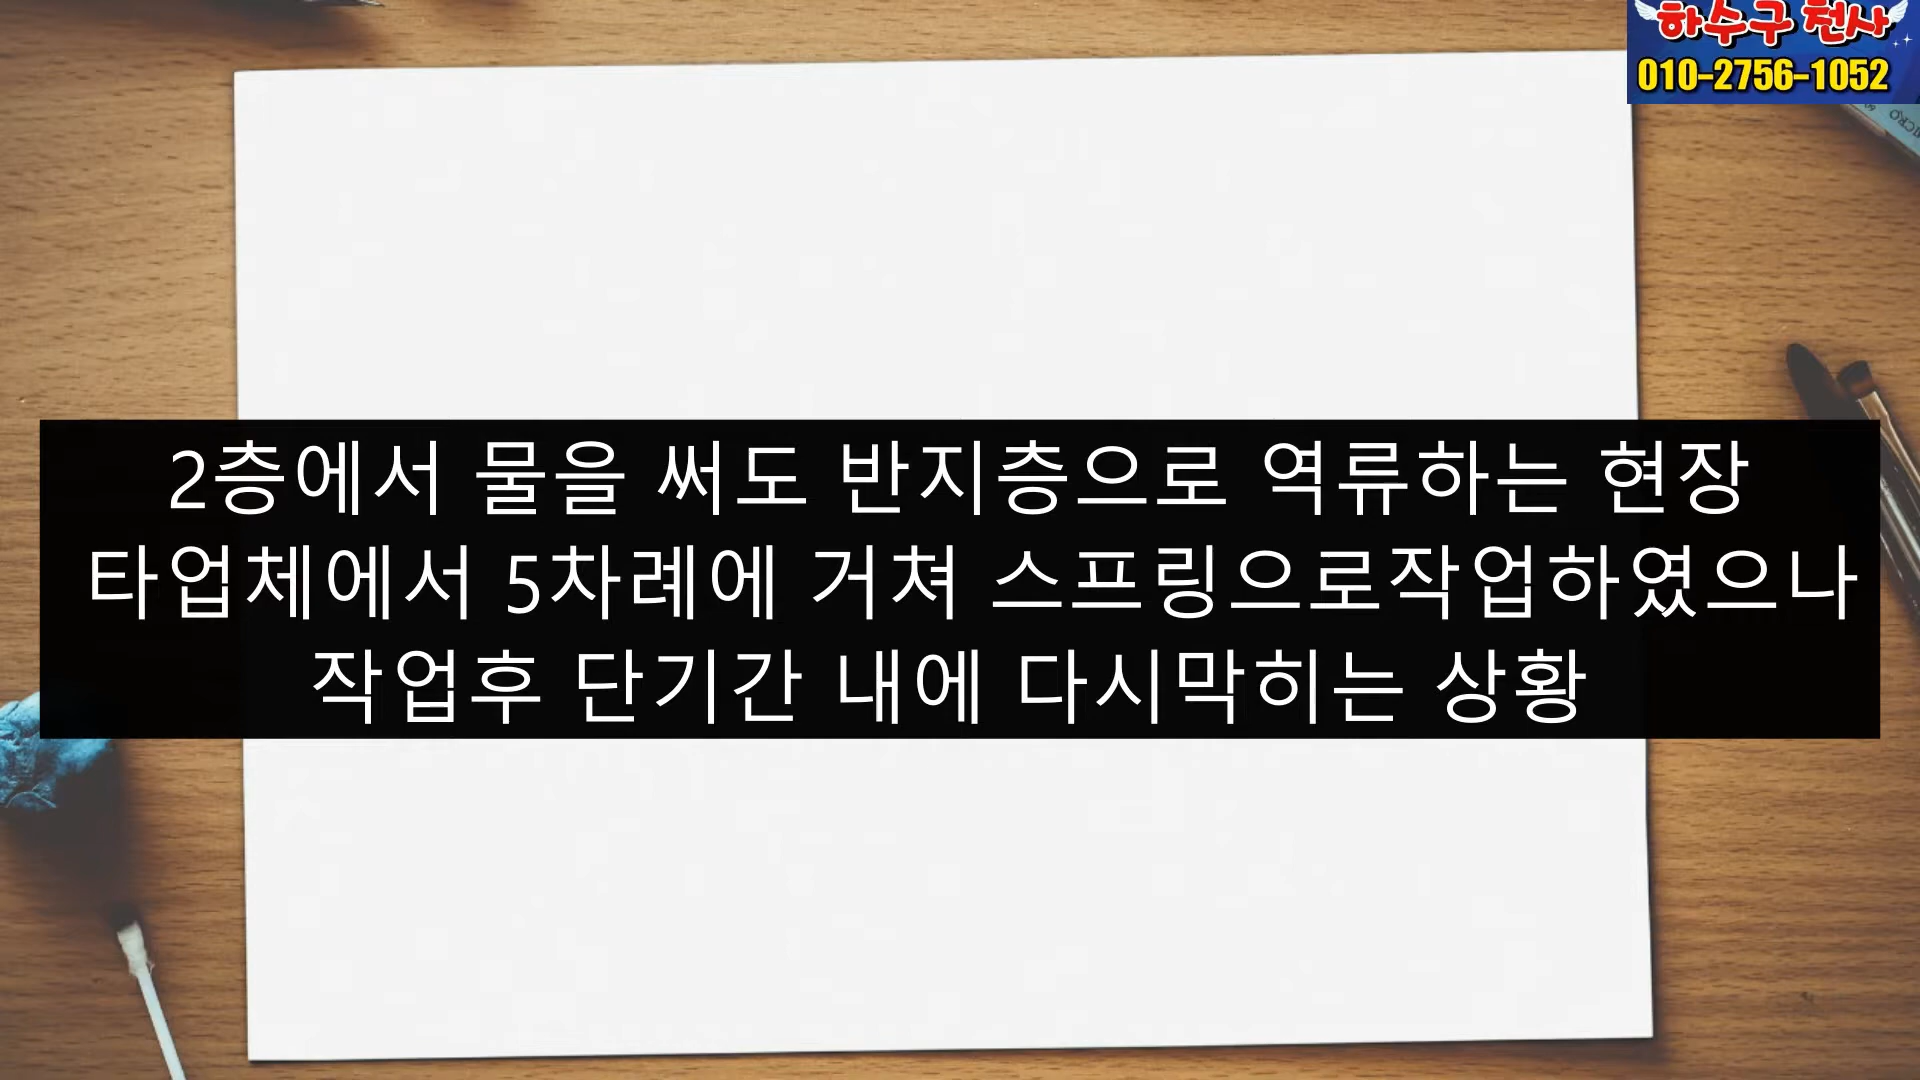 하수구 천사
010-2756-1052
2층에서 물을 써도 반지층으로 역류하는 현장
타업체에서 5차례에 거쳐 스프링으로작업하였으나
작업후 단기간 내에 다시막히는 상황